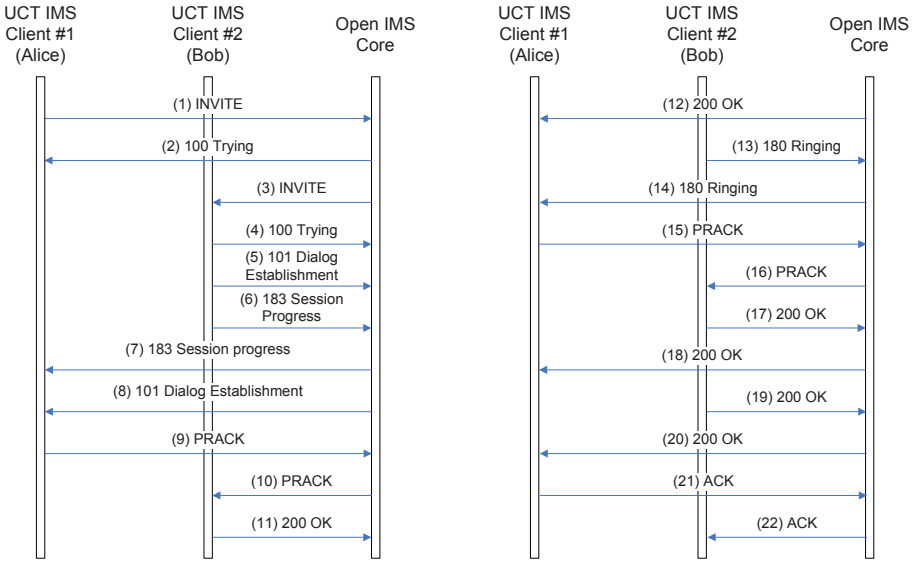 UCT IMS
Client #1
(Alice)
UCT IMS
Client #2
(Bob)
Open IMS
Core
(1) INVITE
(2) 100 Trying
(3) INVITE
(4) 100 Trying
(5) 101 Dialog
Establishment
(6) 183 Session
Progress
(7) 183 Session progress
(8) 101 Dialog Establishment
(9) PRACK
(10) PRACK
(11) 200 OK
UCT IMS
Client #1
(Alice)
UCT IMS
Client #2
(Bob)
Open IMS
Core
(12) 200 OK
(13) 180 Ringing
(14) 180 Ringing
(15) PRACK
(16) PRACK
(17) 200 OK
(18) 200 OK
(19) 200 OK
(20) 200 OK
(21) ACK
(22) ACK